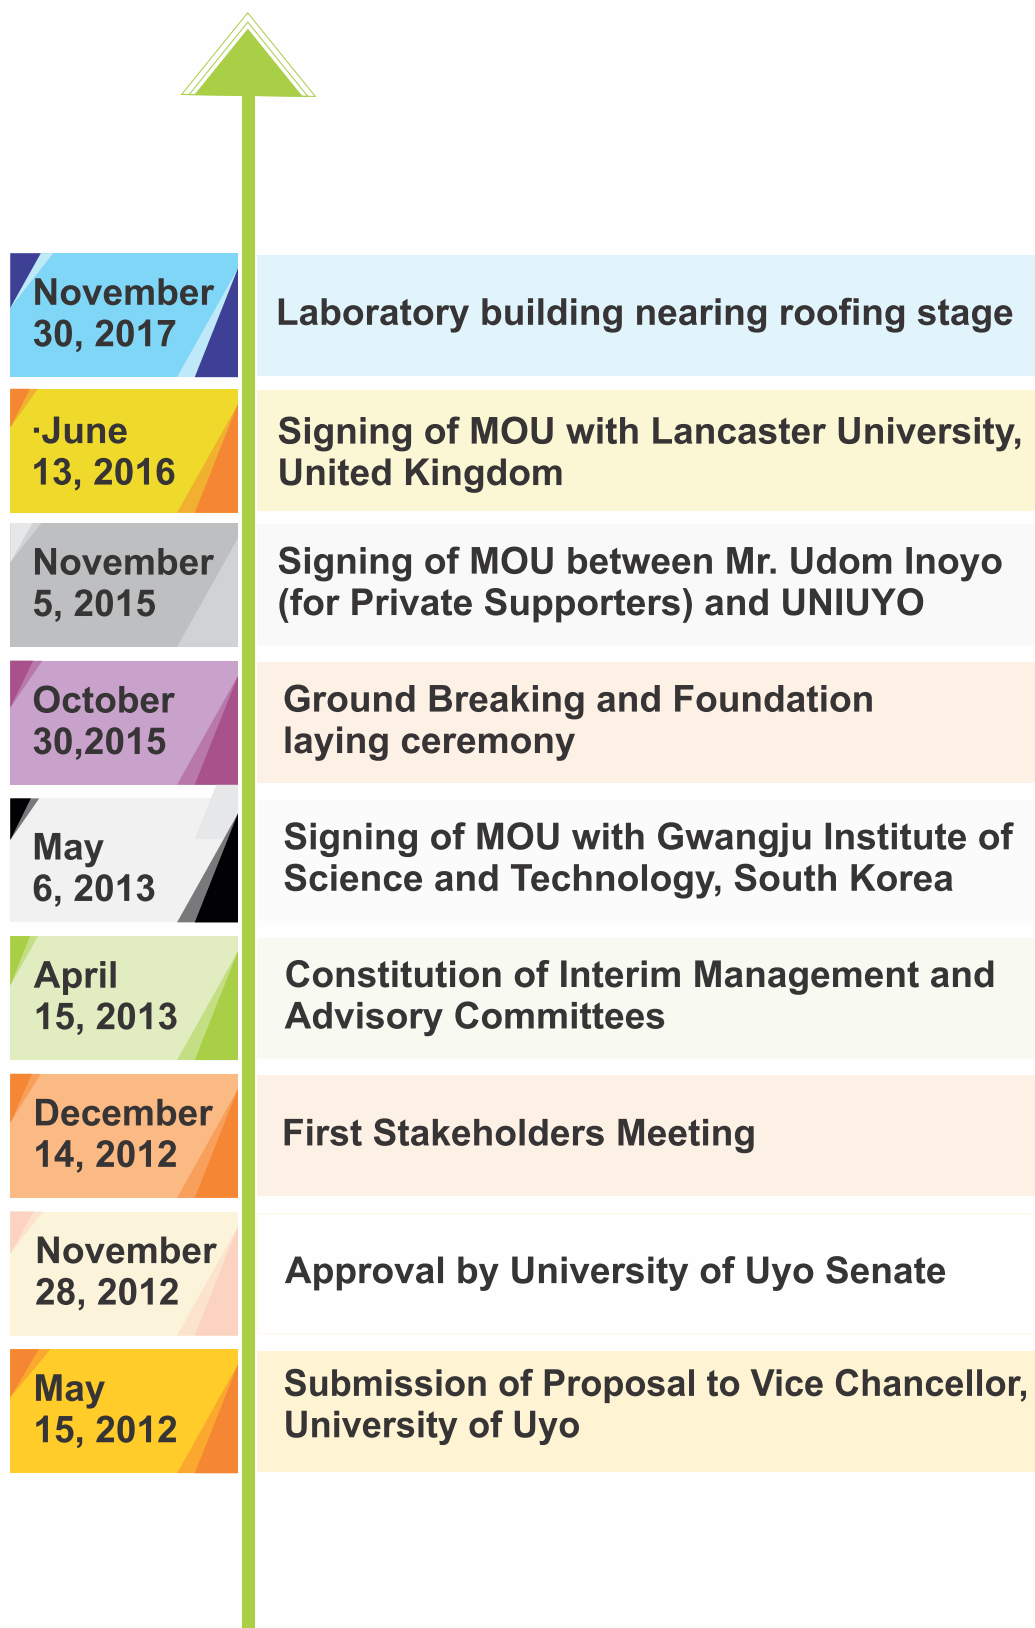 November
30, 2017
Laboratory building nearing roofing stage
·June
13, 2016
Signing of MOU with Lancaster University,
United Kingdom
November
5, 2015
Signing of MOU between Mr. Udom Inoyo
(for Private Supporters) and UNIUYO
October
30,2015
Ground Breaking and Foundation
laying ceremony
May
6, 2013
Signing of MOU with Gwangju Institute of
Science and Technology, South Korea
April
15, 2013
Constitution of Interim Management and
Advisory Committees
December
14, 2012
First Stakeholders Meeting
November
28, 2012
Approval by University of Uyo Senate
May
15, 2012
Submission of Proposal to Vice Chancellor,
University of Uyo